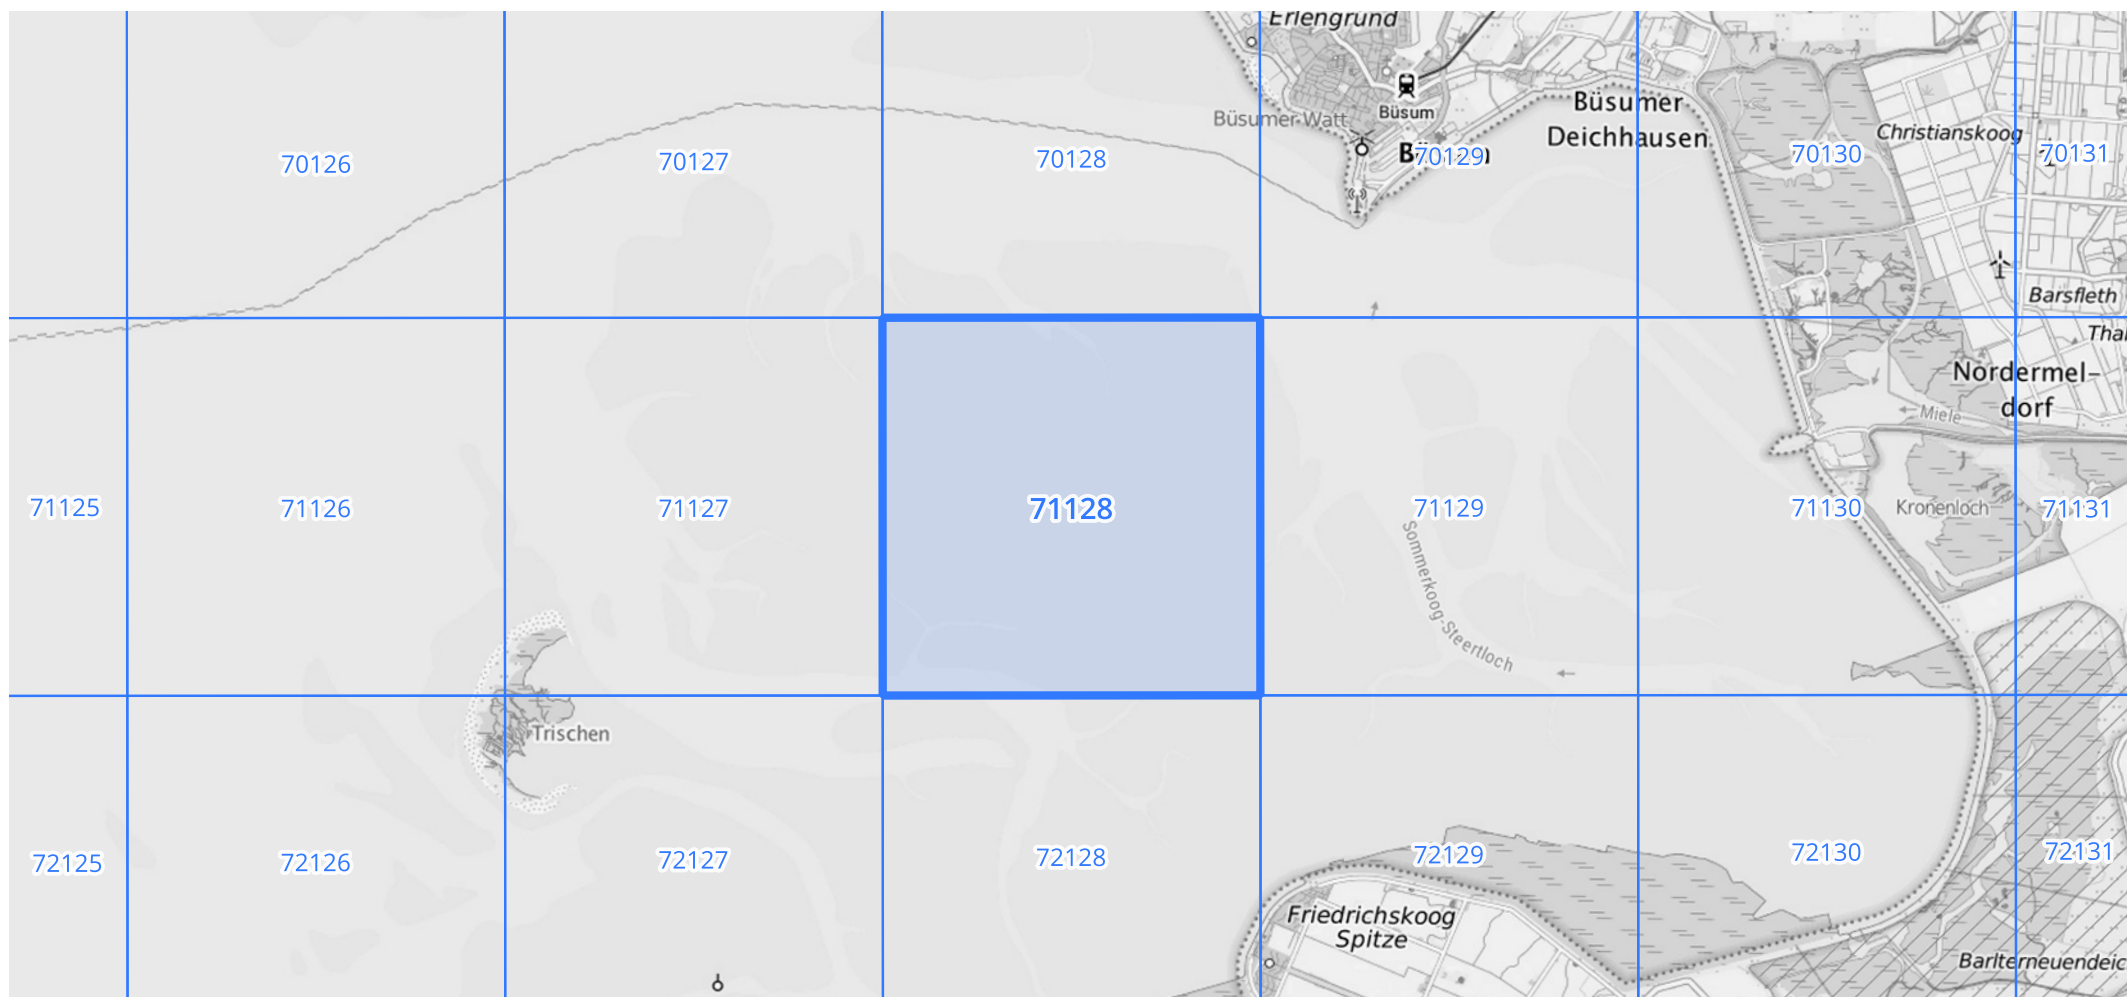 Erlengrund
Büsum
Büsumer Watt
Büsumer
Deichhausen
Christianskoog
70126
70127
70128
70129
70130
70131
Barsfleth
Nordermel-
dorf
Miele
71125
71126
71127
71128
71129
71130
71131
Kronenloch
Sommerkoog-Steertloch
Trischen
72125
72126
72127
72128
72129
72130
72131
Friedrichskoog
Spitze